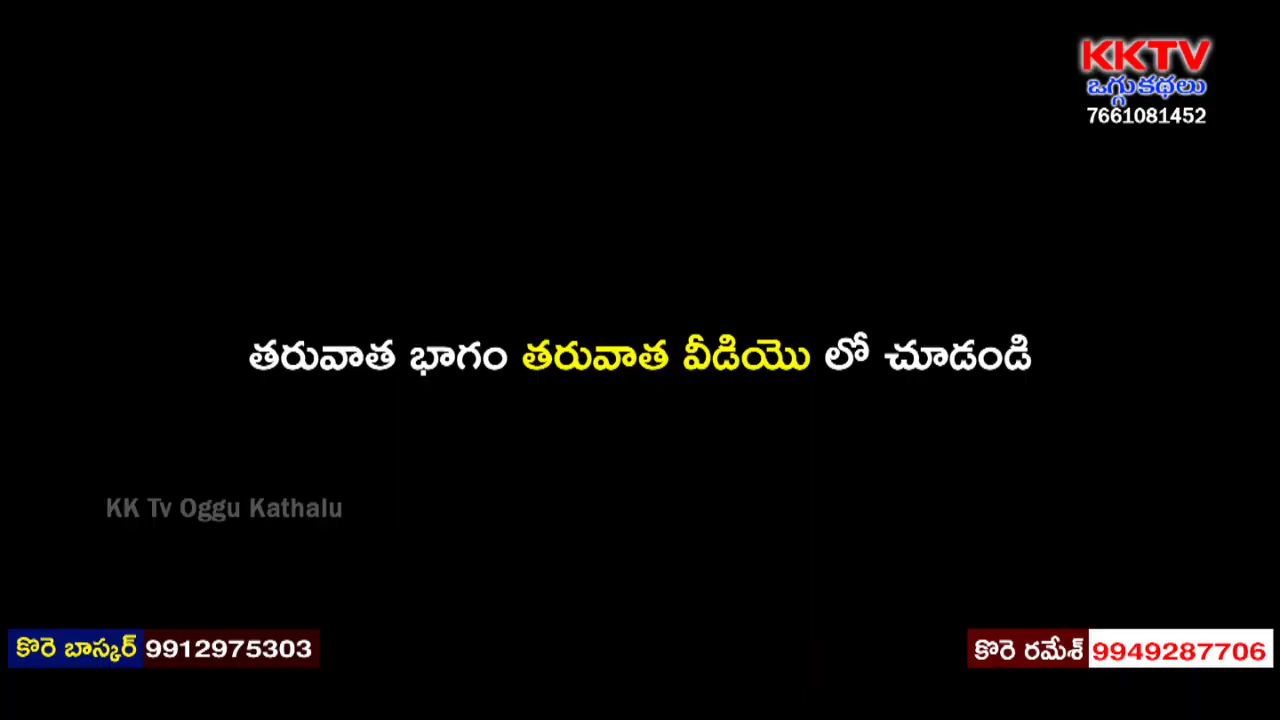 KKTV
ఒగ్గుకథలు
7661081452
తరువాత భాగం తరువాత వీడియొ లో చూడండి
KK Tv Oggu Kathalu
కొరె బాస్కర్ 9912975303
కొరె రమేశ్ 9949287706